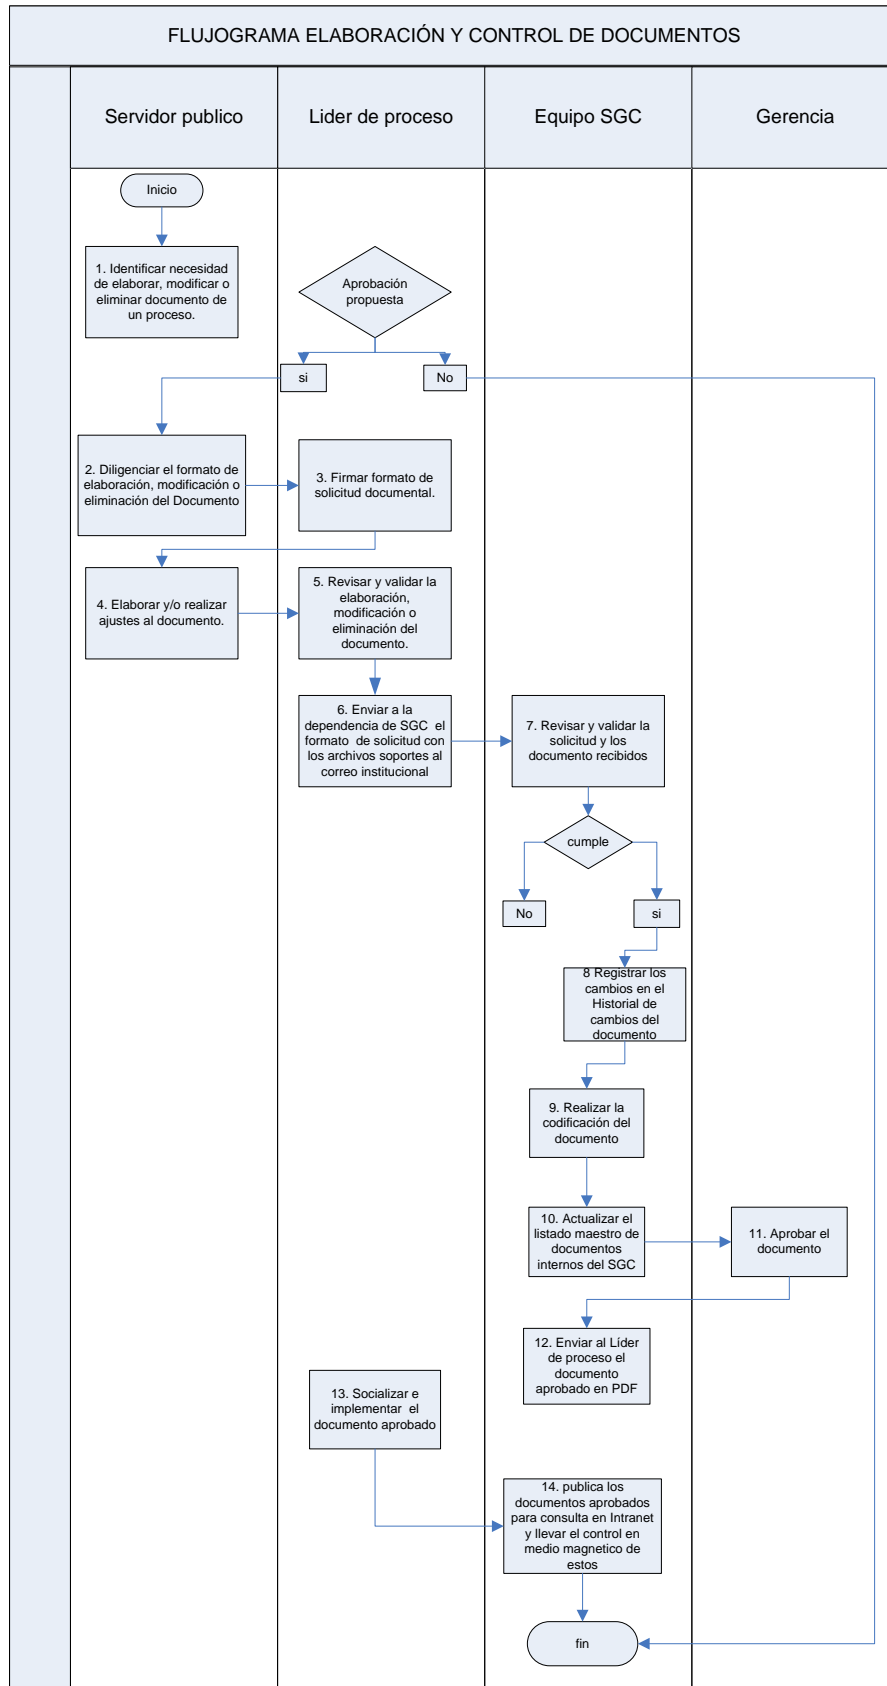 FLUJOGRAMA ELABORACIÓN Y CONTROL DE DOCUMENTOS
Servidor publico
Lider de proceso
Equipo SGC
Gerencia
Inicio
1. Identificar necesidad
de elaborar, modificar o
eliminar documento de
un proceso.
Aprobación
propuesta
si
No
2. Diligenciar el formato de
elaboración, modificación o
eliminación del Documento
3. Firmar formato de
solicitud documental.
4. Elaborar y/o realizar
ajustes al documento.
5. Revisar y validar la
elaboración,
modificación o
eliminación del
documento.
6. Enviar a la
dependencia de SGC el
formato de solicitud con
los archivos soportes al
correo institucional
7. Revisar y validar la
solicitud y los
documento recibidos
cumple
No
si
8 Registrar los
cambios en el
Historial de
cambios del
documento
9. Realizar la
codificación del
documento
10. Actualizar el
listado maestro de
documentos
internos del SGC
11. Aprobar el
documento
12. Enviar al Líder
de proceso el
documento
aprobado en PDF
13. Socializar e
implementar el
documento aprobado
14. publica los
documentos aprobados
para consulta en Intranet
y llevar el control en
medio magnetico de
estos
fin